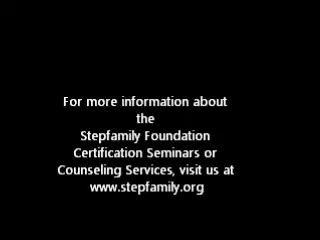 For more information about
the
Stepfamily Foundation
Certification Seminars or
Counseling Services, visit us at
www.stepfamily.org